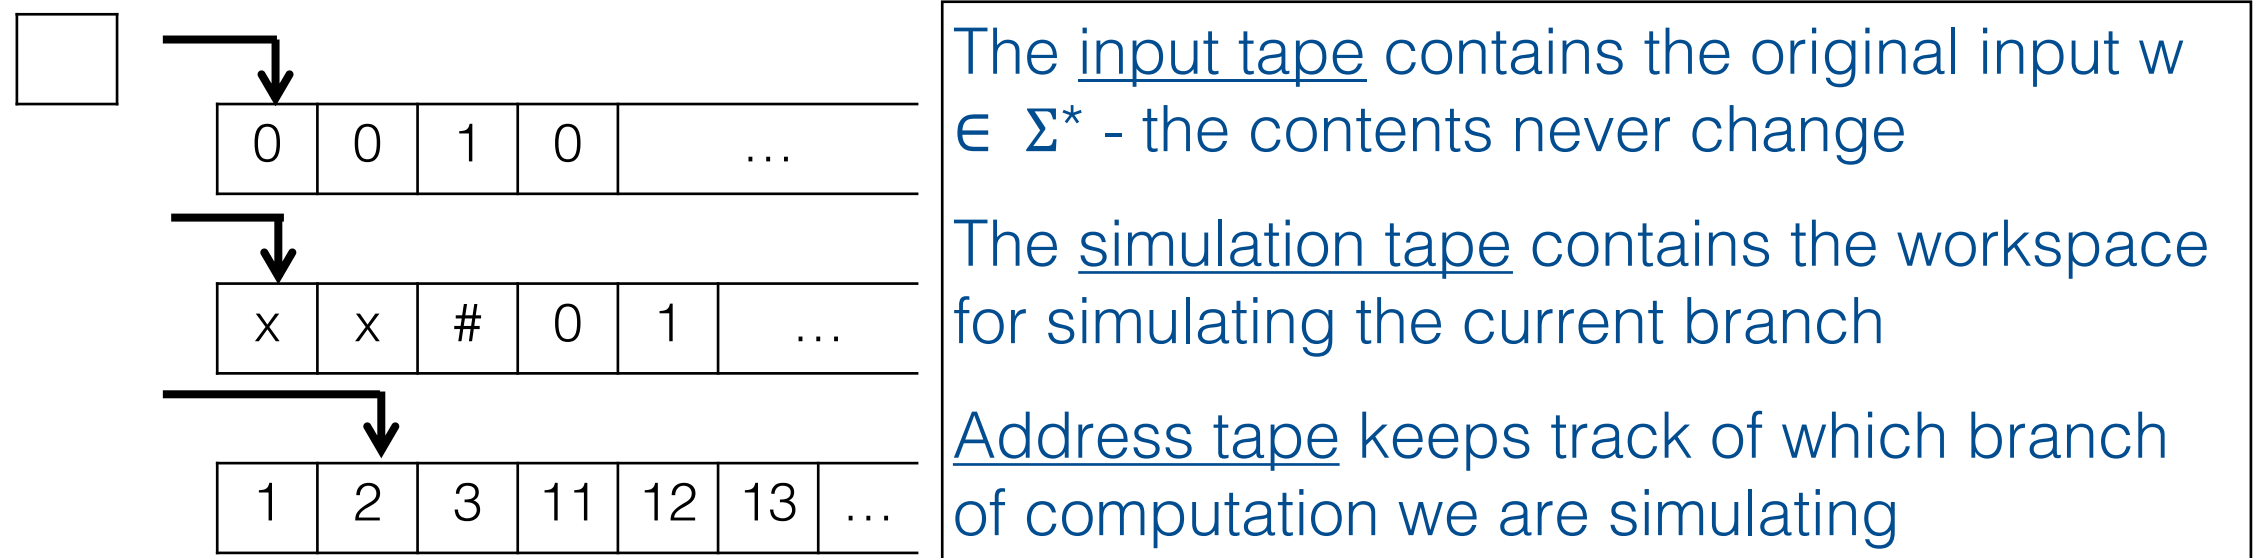 The input tape contains the original input w
∈ Σ* - the contents never change
0 0 1 0 ...
The simulation tape contains the workspace
for simulating the current branch
x x # 0 1 ...
Address tape keeps track of which branch
of computation we are simulating
1 2 3 11 12 13 ...